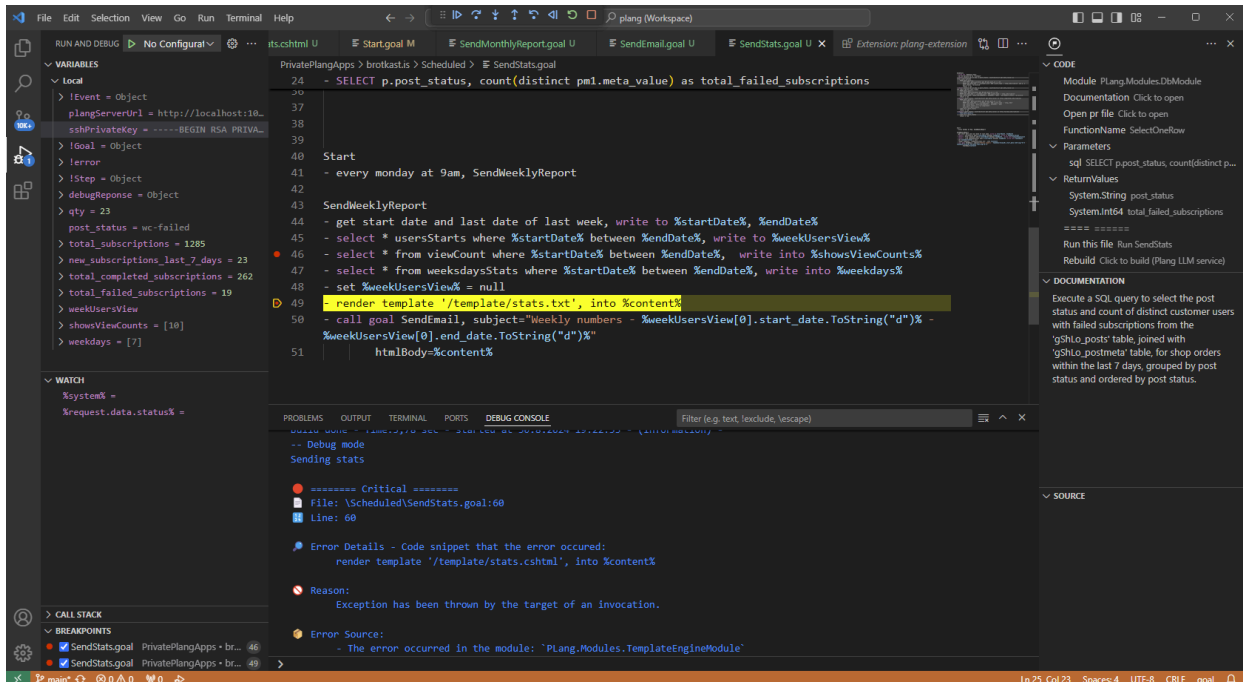 File Edit Selection View Go Run Terminal Help
plang (Workspace)
RUN AND DEBUG No Configurat
VARIABLES
Local
!Event = Object
plangServerUrl = http://localhost:10…
sshPrivateKey = -----BEGIN RSA PRIVA…
!Goal = Object
!error
!Step = Object
debugReponse = Object
qty = 23
post_status = wc-failed
total_subscriptions = 1285
new_subscriptions_last_7_days = 23
total_completed_subscriptions = 262
total_failed_subscriptions = 19
weekUsersView
showsViewCounts = [10]
weekdays = [7]
WATCH
%system% =
%request.data.status% =
CALL STACK
BREAKPOINTS
SendStats.goal PrivatePlangApps • br... 46
SendStats.goal PrivatePlangApps • br... 49
10K+
1
ts.cshtml U Start.goal M SendMonthlyReport.goal U SendEmail.goal U SendStats.goal U Extension: plang-extension
PrivatePlangApps > brotkast.is > Scheduled > SendStats.goal
24 - SELECT p.post_status, count(distinct pm1.meta_value) as total_failed_subscriptions
36
37
38
39
40 Start
41 - every monday at 9am, SendWeeklyReport
42
43 SendWeeklyReport
44 - get start date and last date of last week, write to %startDate%, %endDate%
45 - select * usersStarts where %startDate% between %endDate%, write to %weekUsersView%
46 - select * from viewCount where %startDate% between %endDate%, write into %showsViewCounts%
47 - select * from weeksdaysStats where %startDate% between %endDate%, write into %weekdays%
48 - set %weekUsersView% = null
49 - render template '/template/stats.txt', into %content%
50 - call goal SendEmail, subject="Weekly numbers - %weekUsersView[0].start_date.ToString("d")% -
%weekUsersView[0].end_date.ToString("d")%"
51 htmlBody=%content%
PROBLEMS OUTPUT TERMINAL PORTS DEBUG CONSOLE Filter (e.g. text, !exclude, \escape)
-- Debug mode
Sending stats
======== Critical ========
File: \Scheduled\SendStats.goal:60
Line: 60
Error Details - Code snippet that the error occured:
render template '/template/stats.cshtml', into %content%
Reason:
Exception has been thrown by the target of an invocation.
Error Source:
- The error occurred in the module: `PLang.Modules.TemplateEngineModule`
CODE
Module PLang.Modules.DbModule
Documentation Click to open
Open pr file Click to open
FunctionName SelectOneRow
Parameters
sql SELECT p.post_status, count(distinct p...
ReturnValues
System.String post_status
System.Int64 total_failed_subscriptions
==== ======
Run this file Run SendStats
Rebuild Click to build (Plang LLM service)
DOCUMENTATION
Execute a SQL query to select the post
status and count of distinct customer users
with failed subscriptions from the
'gShLo_posts' table, joined with
'gShLo_postmeta' table, for shop orders
within the last 7 days, grouped by post
status and ordered by post status.
SOURCE
main* 0 0 0 Ln 25, Col 23 Spaces: 4 UTF-8 CRLF goal